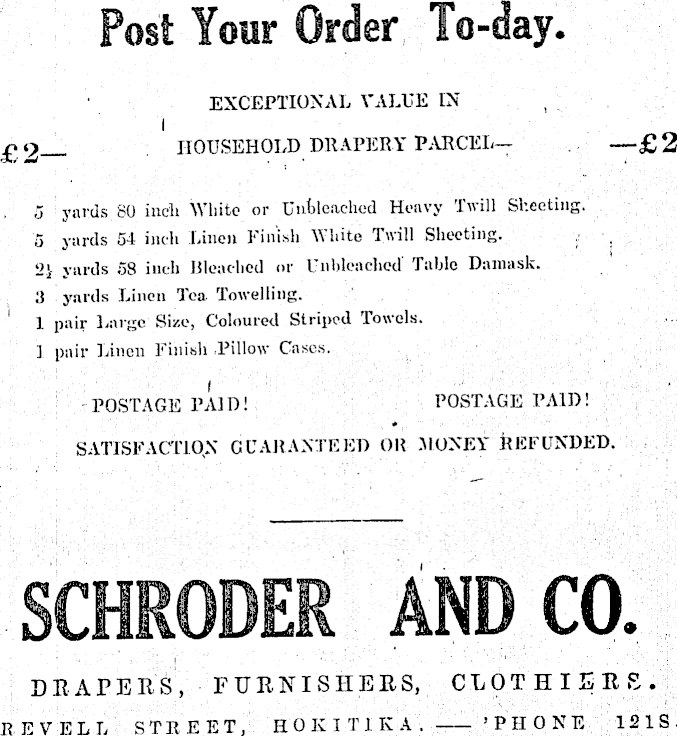 Post Your Order To-day.
EXCEPTIONAL VALUE IN
£2— HOUSEHOLD DRAPERY PARCEL— —£2
5 yards 80 inch White or Unbleached Heavy Twill Sheeting.
5 yards 54 inch Linen Finish White Twill Sheeting.
2½ yards 58 inch Bleached or Unbleached Table Damask.
3 yards Linen Tea Towelling.
1 pair Large Size, Coloured Striped Towels.
1 pair Linen Finish Pillow Cases.
POSTAGE PAID! POSTAGE PAID!
SATISFACTION GUARANTEED OR MONEY REFUNDED.
SCHRODER AND CO.
DRAPERS, FURNISHERS, CLOTHIERS.
REVELL STREET, HOKITIKA. — 'PHONE 121S.